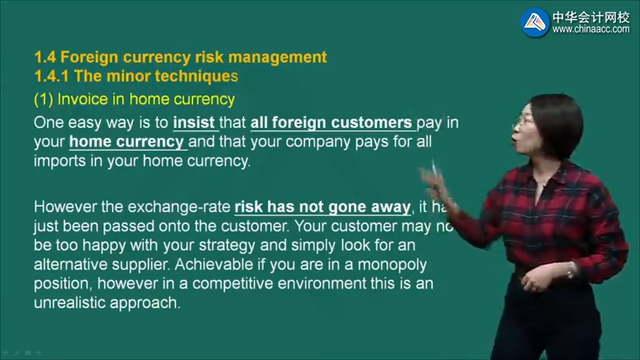 中华会计网校
www.chinaacc.com
1.4 Foreign currency risk management
1.4.1 The minor techniques
(1) Invoice in home currency
One easy way is to insist that all foreign customers pay in
your home currency and that your company pays for all
imports in your home currency.
However the exchange-rate risk has not gone away, it ha
just been passed onto the customer. Your customer may no
be too happy with your strategy and simply look for an
alternative supplier. Achievable if you are in a monopoly
position, however in a competitive environment this is an
unrealistic approach.